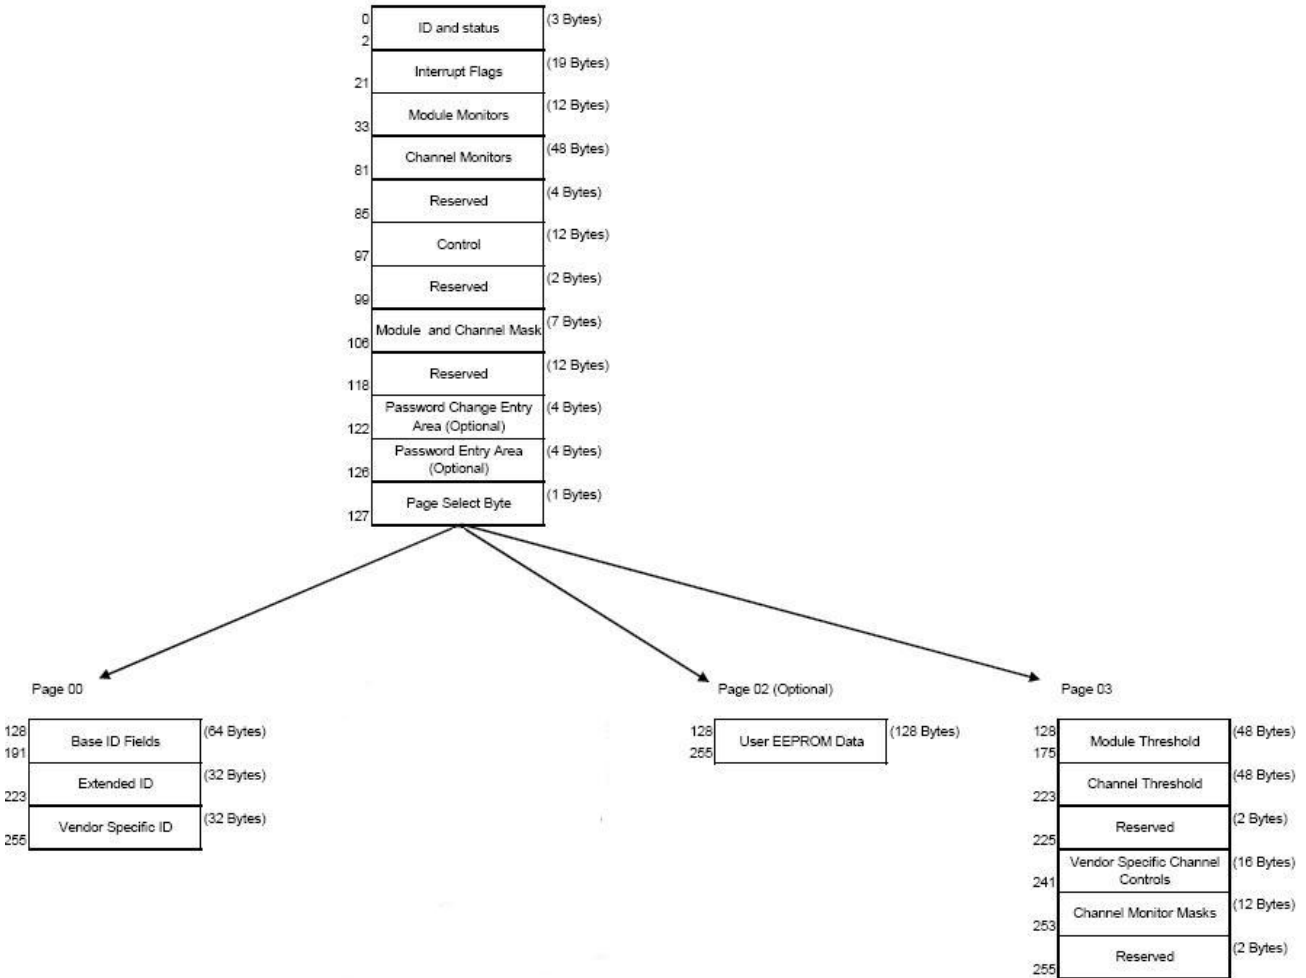 0
ID and status
(3 Bytes)
2
Interrupt Flags
(19 Bytes)
21
Module Monitors
(12 Bytes)
33
Channel Monitors
(48 Bytes)
81
Reserved
(4 Bytes)
85
Control
(12 Bytes)
97
Reserved
(2 Bytes)
99
Module and Channel Mask
(7 Bytes)
106
Reserved
(12 Bytes)
118
Password Change Entry
Area (Optional)
(4 Bytes)
122
Password Entry Area
(Optional)
(4 Bytes)
126
Page Select Byte
(1 Bytes)
127
Page 00
128
Base ID Fields
(64 Bytes)
191
Extended ID
(32 Bytes)
223
Vendor Specific ID
(32 Bytes)
255
Page 02 (Optional)
128
User EEPROM Data
(128 Bytes)
255
Page 03
128
Module Threshold
(48 Bytes)
175
Channel Threshold
(48 Bytes)
223
Reserved
(2 Bytes)
225
Vendor Specific Channel
Controls
(16 Bytes)
241
Channel Monitor Masks
(12 Bytes)
253
Reserved
(2 Bytes)
255